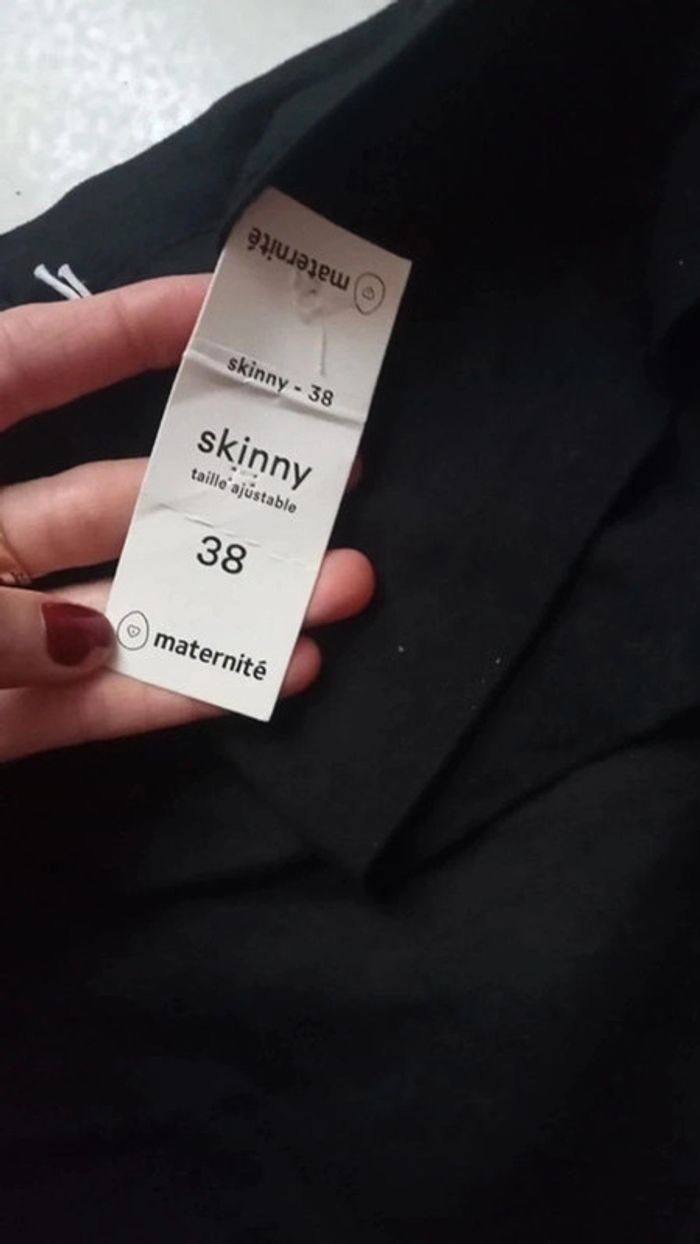 maternité
skinny - 38
skinny
taille ajustable
38
maternité